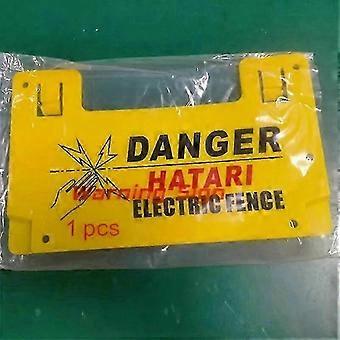 DANGER
HATARI
Warning Sign
ELECTRIC FENCE
1 pcs